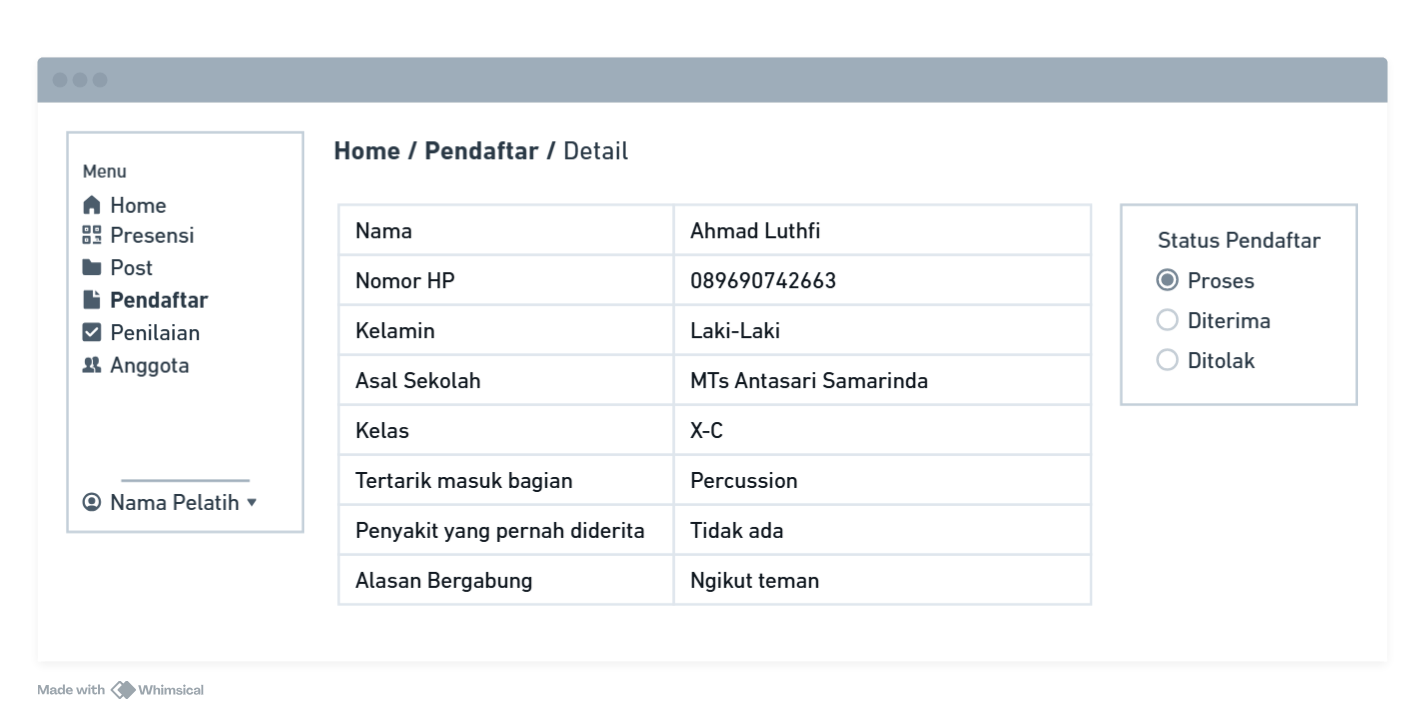 Menu
Home
Presensi
Post
Pendaftar
Penilaian
Anggota
Nama Pelatih
Home / Pendaftar / Detail
Nama Ahmad Luthfi
Nomor HP 089690742663
Kelamin Laki-Laki
Asal Sekolah MTs Antasari Samarinda
Kelas X-C
Tertarik masuk bagian Percussion
Penyakit yang pernah diderita Tidak ada
Alasan Bergabung Ngikut teman
Status Pendaftar
Proses
Diterima
Ditolak
Made with Whimsical